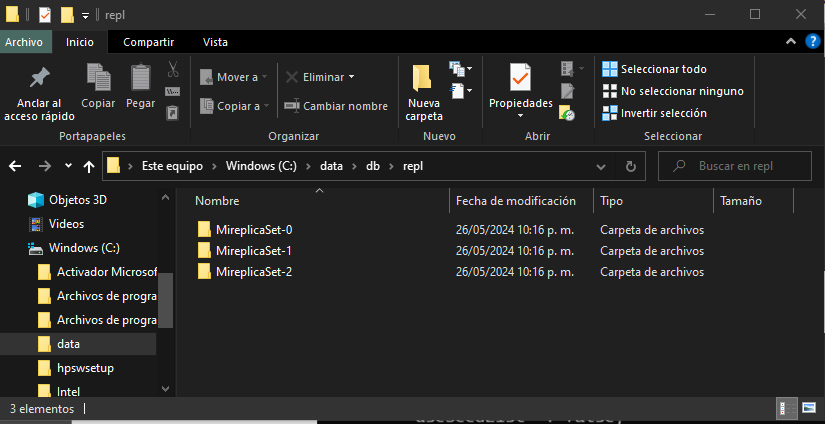 repl
Archivo Inicio Compartir Vista
Anclar al acceso rápido
Copiar
Pegar
Portapapeles
Mover a
Copiar a
Eliminar
Cambiar nombre
Organizar
Nueva carpeta
Nuevo
Propiedades
Abrir
Seleccionar todo
No seleccionar ninguno
Invertir selección
Seleccionar
Este equipo Windows (C:) data db repl
Buscar en repl
Objetos 3D
Videos
Windows (C:)
Activador Microsof
Archivos de progra
Archivos de progra
data
hpswsetup
Intel
Nombre Fecha de modificación Tipo Tamaño
MireplicaSet-0 26/05/2024 10:16 p. m. Carpeta de archivos
MireplicaSet-1 26/05/2024 10:16 p. m. Carpeta de archivos
MireplicaSet-2 26/05/2024 10:16 p. m. Carpeta de archivos
3 elementos